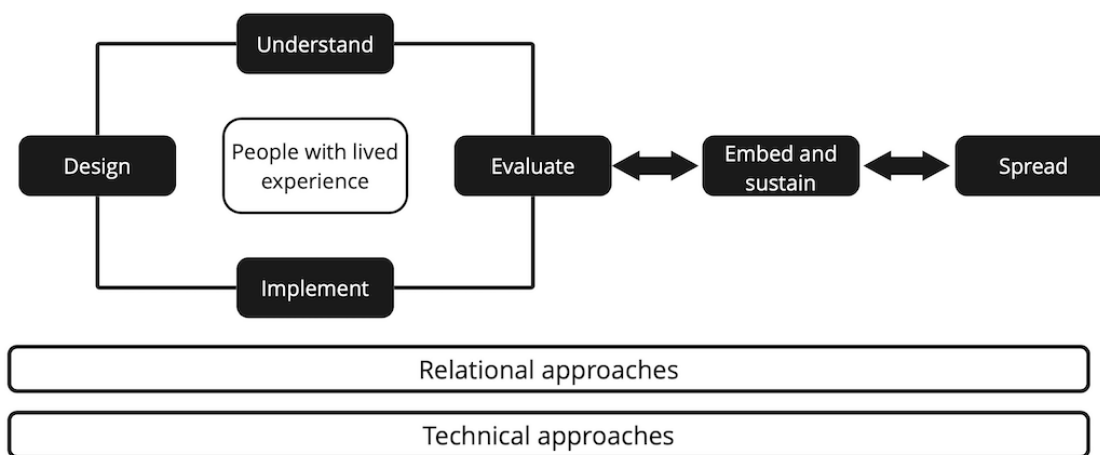 Understand
Design
People with lived
experience
Evaluate
Embed and
sustain
Spread
Implement
Relational approaches
Technical approaches